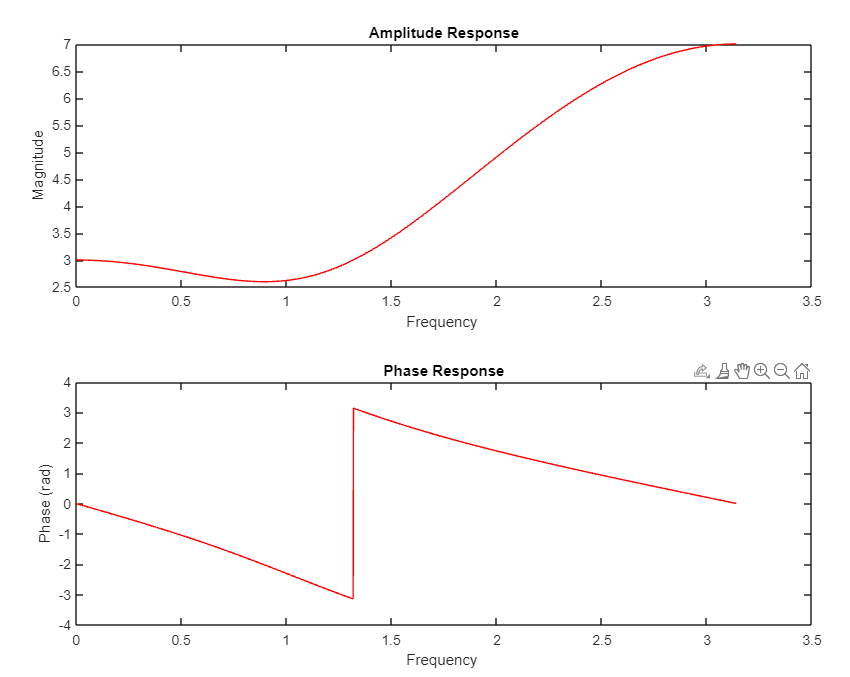 Amplitude Response
7
6.5
6
5.5
5
4.5
4
3.5
3
2.5
Magnitude
0 0.5 1 1.5 2 2.5 3 3.5
Frequency
Phase Response
4
3
2
1
0
-1
-2
-3
-4
Phase (rad)
0 0.5 1 1.5 2 2.5 3 3.5
Frequency